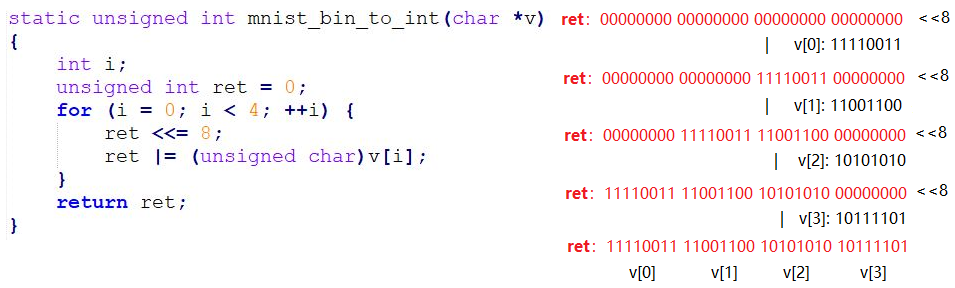 static unsigned int mnist_bin_to_int(char *v)
{
    int i;
    unsigned int ret = 0;
    for (i = 0; i < 4; ++i) {
        ret <<= 8;
        ret |= (unsigned char)v[i];
    }
    return ret;
}
ret: 00000000 00000000 00000000 00000000 <<8
| v[0]: 11110011
ret: 00000000 00000000 11110011 00000000 <<8
| v[1]: 11001100
ret: 00000000 11110011 11001100 00000000 <<8
| v[2]: 10101010
ret: 11110011 11001100 10101010 00000000 <<8
| v[3]: 10111101
ret: 11110011 11001100 10101010 10111101
v[0] v[1] v[2] v[3]